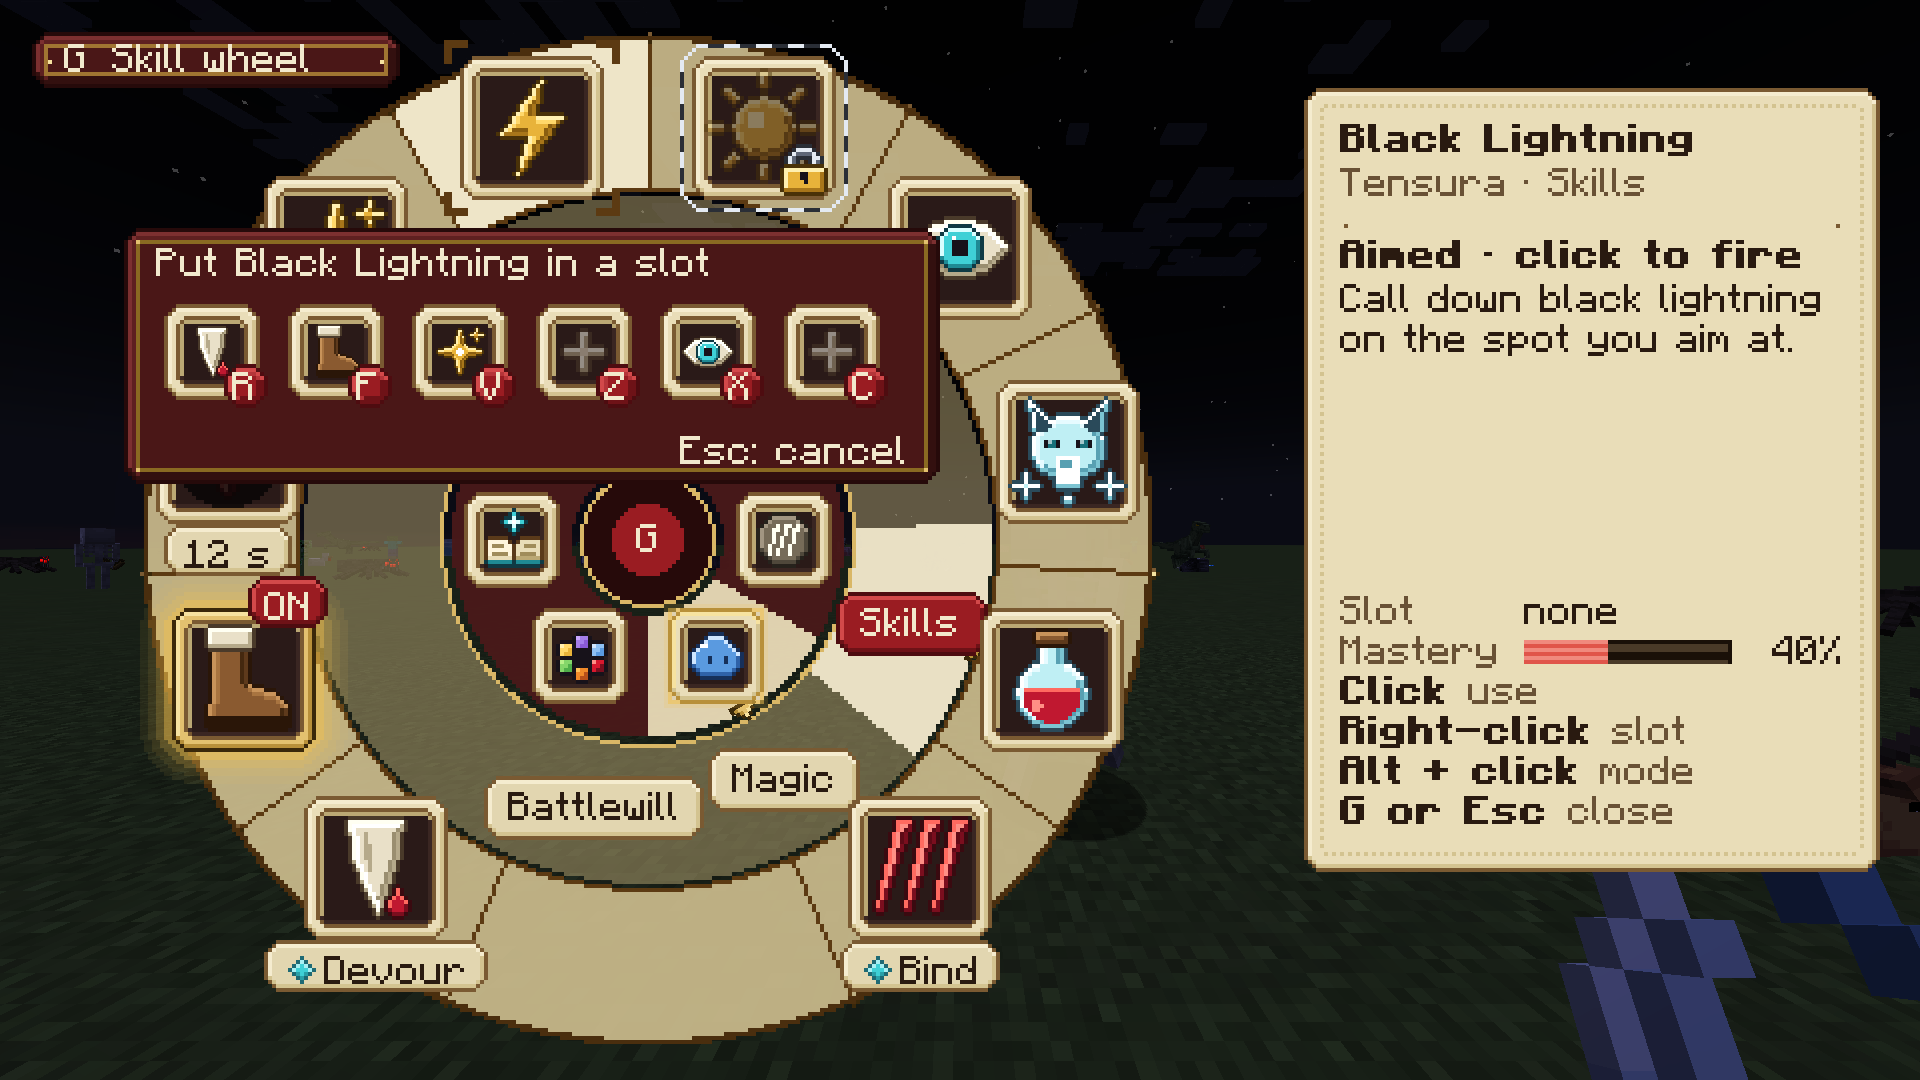 G Skill wheel
Put Black Lightning in a slot
R F V Z X C
Esc: cancel
12 s
G
ON
Skills
Magic
Battlewill
Devour
Bind
Black Lightning
Tensura · Skills
Aimed · click to fire
Call down black lightning
on the spot you aim at.
Slot none
Mastery 40%
Click use
Right-click slot
Alt + click mode
G or Esc close